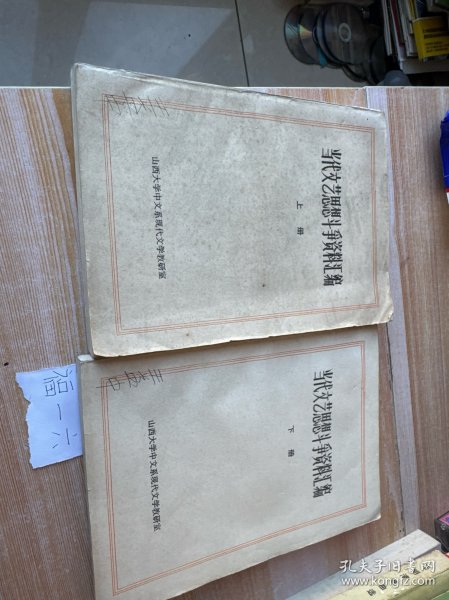 当代文艺思想斗争资料汇编
上册
山西大学中文系现代文学教研室
当代文艺思想斗争资料汇编
下册
山西大学中文系现代文学教研室
福一六
孔夫子旧书网
www.kongfz.com